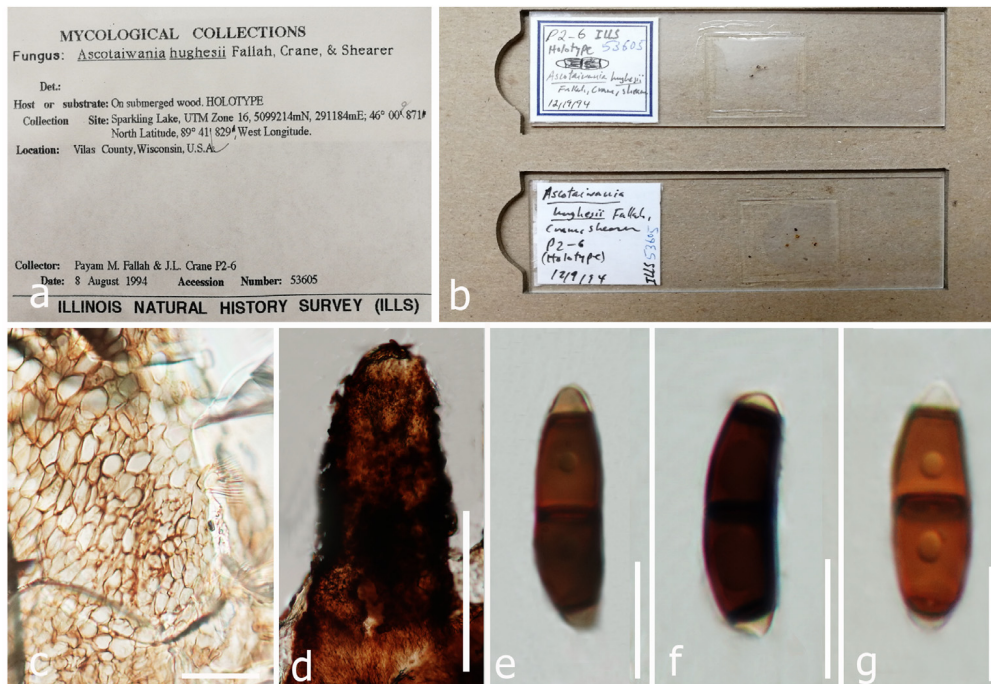 MYCOLOGICAL COLLECTIONS
Fungus: Ascotaiwania hughesii Fallah, Crane, & Shearer
Det.:
Host or substrate: On submerged wood. HOLOTYPE
Collection Site: Sparkling Lake, UTM Zone 16, 5099214mN, 291184mE; 46° 00 871
North Latitude, 89° 41 829, West Longitude.
Location: Vilas County, Wisconsin, U.S.A.
Collector: Payam M. Fallah & J.L. Crane P2-6
Date: 8 August 1994 Accession Number: 53605
ILLINOIS NATURAL HISTORY SURVEY (ILLS)
a
P2-6 ILLS
Holotype 53605
Ascotaiwania hughesii
Fallah, Crane, Shearer
12/9/94
Ascotaiwania
hughesii Fallah,
Crane, Shearer
P2-6
(Holotype)
12/9/94
ILLS 53605
b
c
d
e
f
g